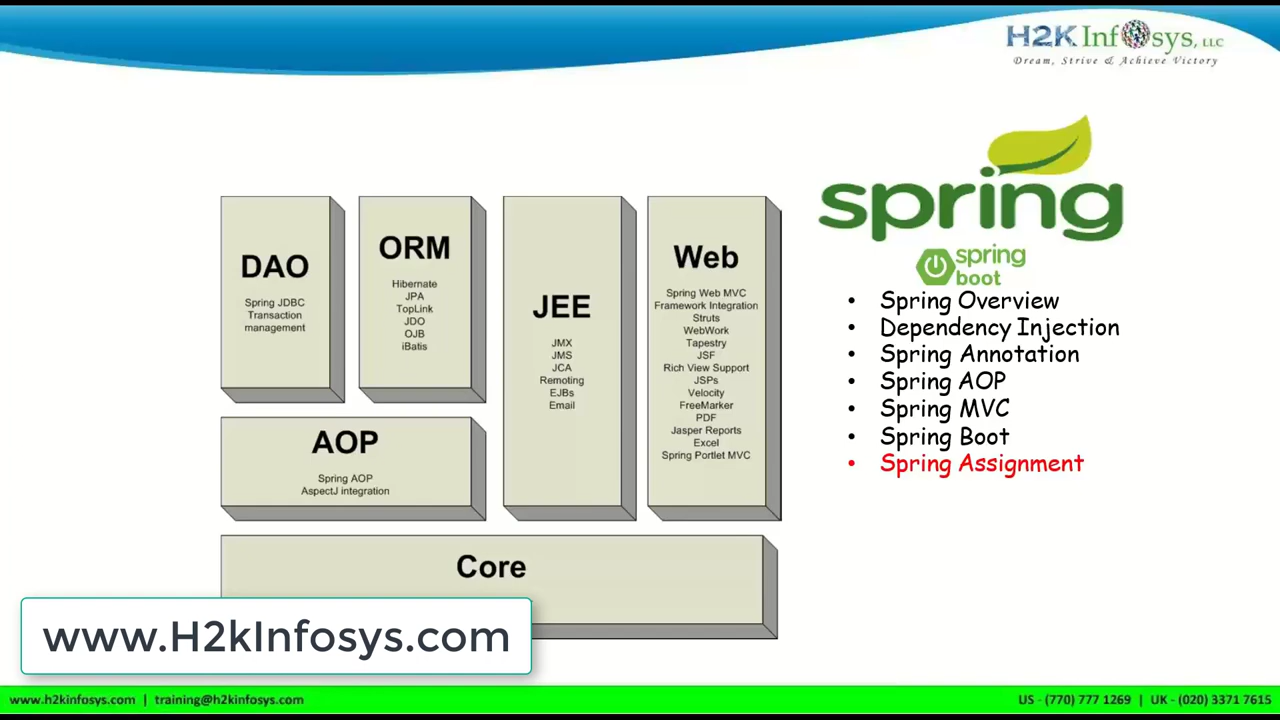 H2K Infosys, LLC
Dream, Strive & Achieve Victory
spring
spring
boot
• Spring Overview
• Dependency Injection
• Spring Annotation
• Spring AOP
• Spring MVC
• Spring Boot
• Spring Assignment
DAO
Spring JDBC
Transaction
management
ORM
Hibernate
JPA
TopLink
JDO
OJB
iBatis
JEE
JMX
JMS
JCA
Remoting
EJBs
Email
Web
Spring Web MVC
Framework Integration
Struts
WebWork
Tapestry
JSF
Rich View Support
JSPs
Velocity
FreeMarker
PDF
Jasper Reports
Excel
Spring Portlet MVC
AOP
Spring AOP
AspectJ integration
Core
www.H2kInfosys.com
www.h2kinfosys.com | training@h2kinfosys.com
US - (770) 777 1269 | UK - (020) 3371 7615